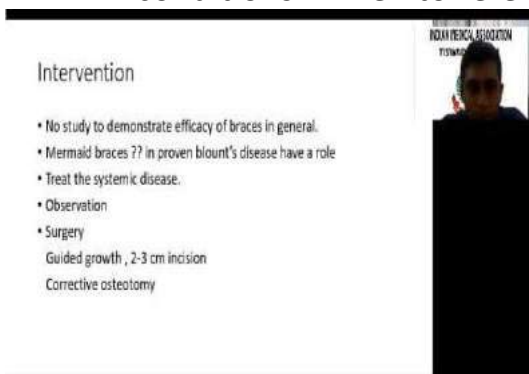 INDIAN MEDICAL ASSOCIATION
Intervention
• No study to demonstrate efficacy of braces in general.
• Mermaid braces ?? in proven blount's disease have a role
• Treat the systemic disease.
• Observation
• Surgery
Guided growth , 2-3 cm incision
Corrective osteotomy